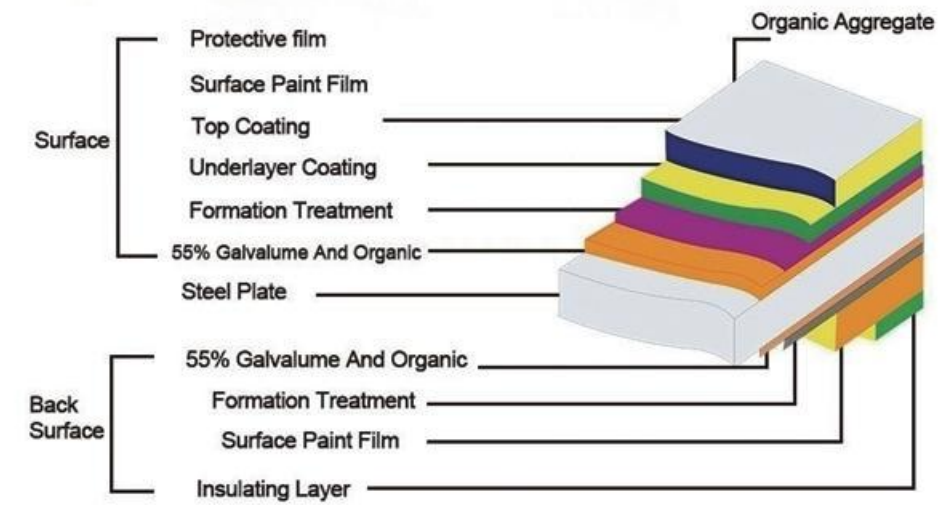 Organic Aggregate
Protective film
Surface Paint Film
Top Coating
Surface
Underlayer Coating
Formation Treatment
55% Galvalume And Organic
Steel Plate
55% Galvalume And Organic
Back
Surface
Formation Treatment
Surface Paint Film
Insulating Layer